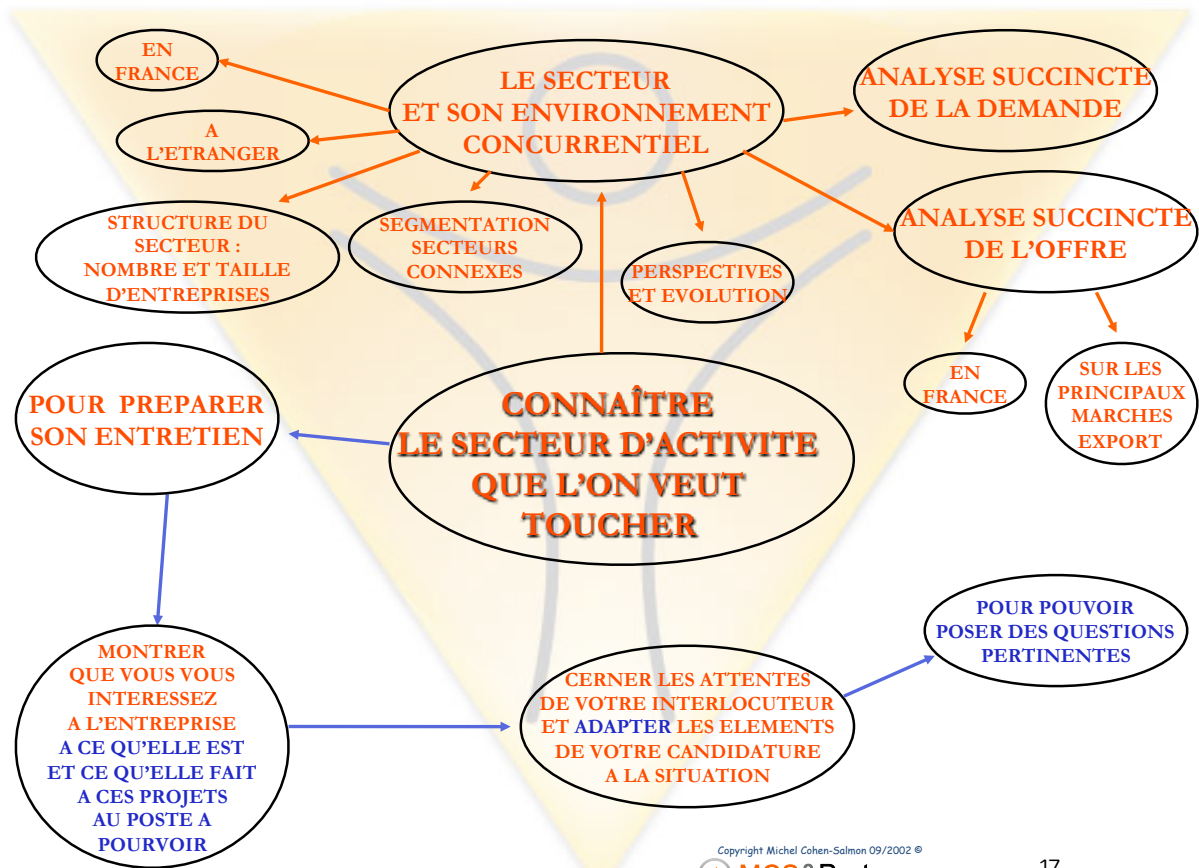 EN
FRANCE
LE SECTEUR
ET SON ENVIRONNEMENT
CONCURRENTIEL
ANALYSE SUCCINCTE
DE LA DEMANDE
A
L’ETRANGER
STRUCTURE DU
SECTEUR :
NOMBRE ET TAILLE
D’ENTREPRISES
SEGMENTATION
SECTEURS
CONNEXES
PERSPECTIVES
ET EVOLUTION
ANALYSE SUCCINCTE
DE L’OFFRE
EN
FRANCE
SUR LES
PRINCIPAUX
MARCHES
EXPORT
POUR PREPARER
SON ENTRETIEN
CONNAÎTRE
LE SECTEUR D’ACTIVITE
QUE L’ON VEUT
TOUCHER
MONTRER
QUE VOUS VOUS
INTERESSEZ
A L’ENTREPRISE
A CE QU’ELLE EST
ET CE QU’ELLE FAIT
A CES PROJETS
AU POSTE A
POURVOIR
CERNER LES ATTENTES
DE VOTRE INTERLOCUTEUR
ET ADAPTER LES ELEMENTS
DE VOTRE CANDIDATURE
A LA SITUATION
POUR POUVOIR
POSER DES QUESTIONS
PERTINENTES
Copyright Michel Cohen-Salmon 09/2002 ©
17